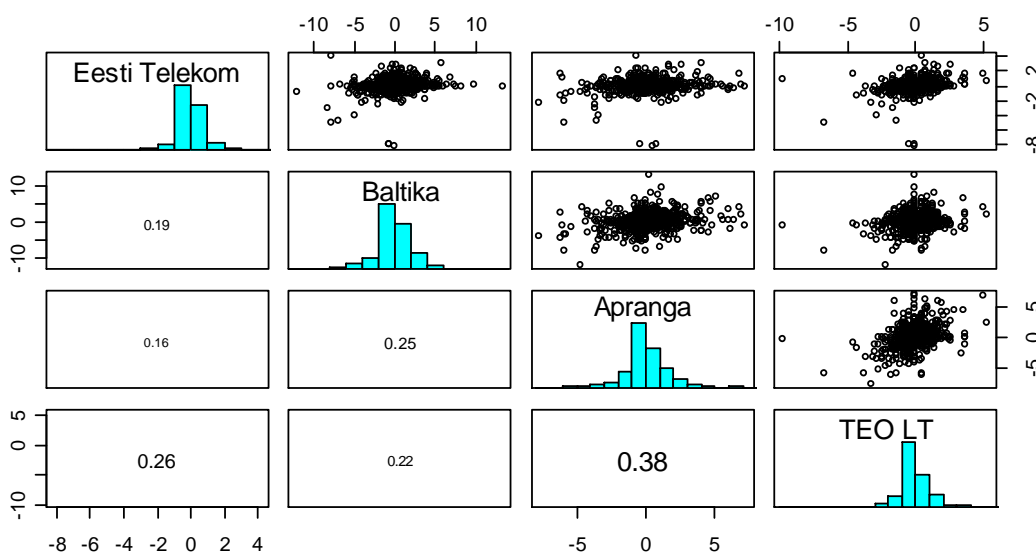 -10 -5 0 5 10 -10 -5 0 5
Eesti Telekom
-8 -2 2
-10 0 10
0.19
Baltika
0.16
0.25
Apranga
-5 0 5
-10 0 5
0.26
0.22
0.38
TEO LT
-8 -6 -4 -2 0 2 4 -5 0 5